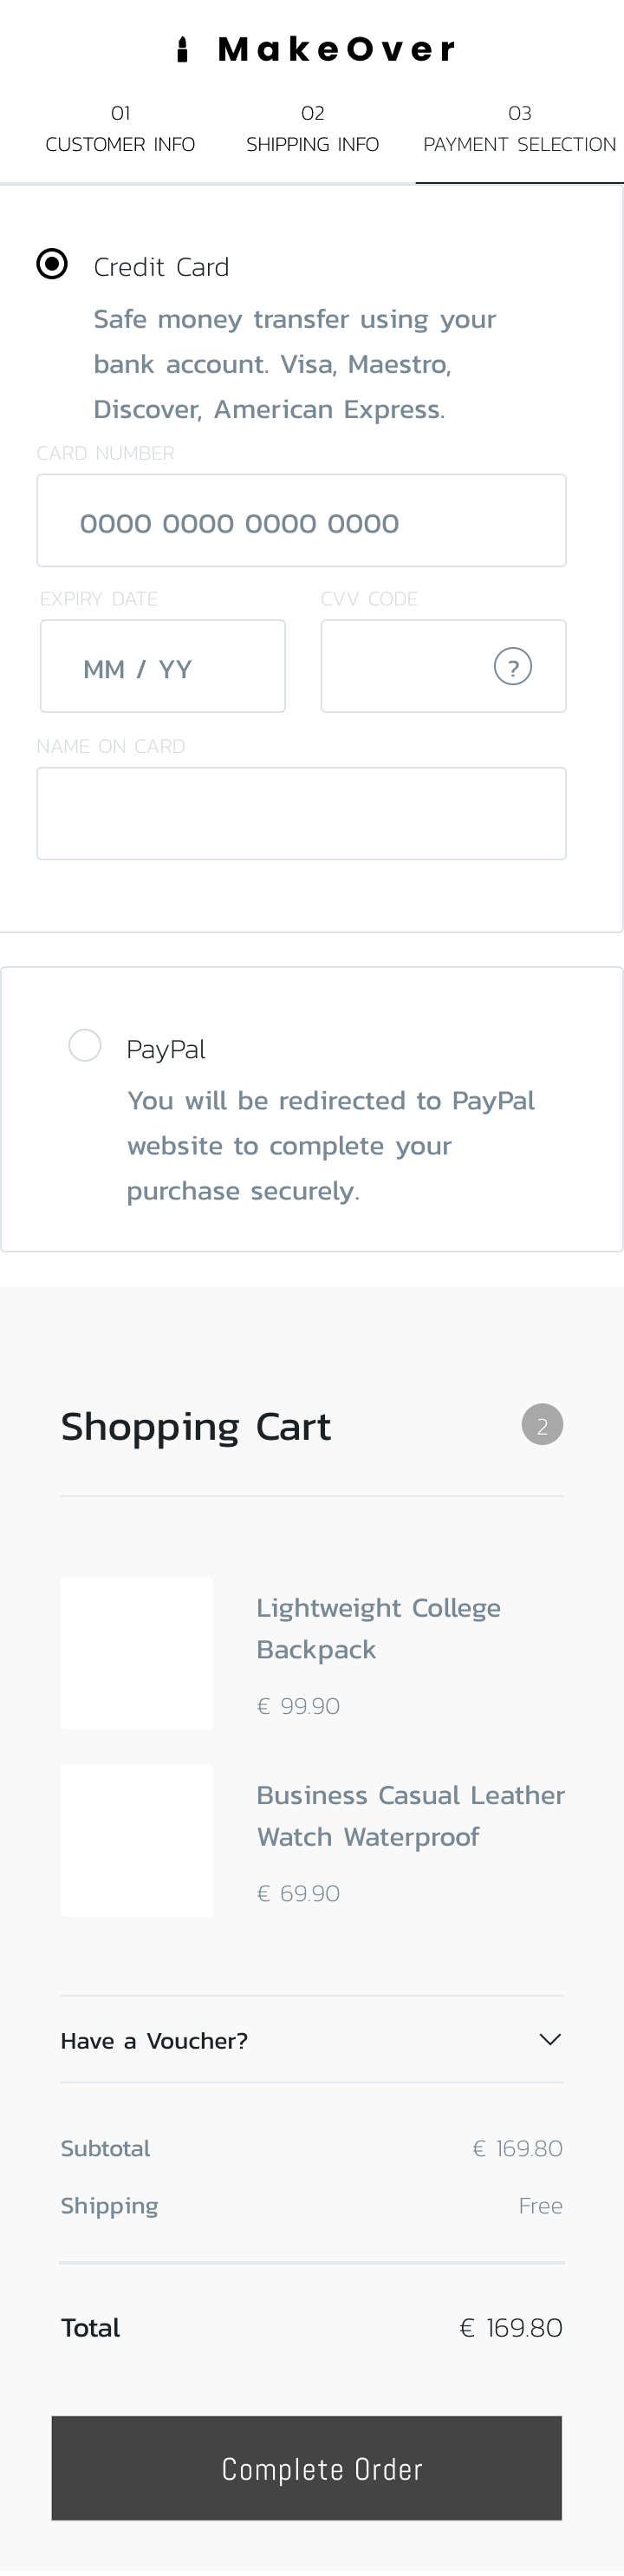 MakeOver
01
CUSTOMER INFO
02
SHIPPING INFO
03
PAYMENT SELECTION
Credit Card
Safe money transfer using your
bank account. Visa, Maestro,
Discover, American Express.
CARD NUMBER
0000 0000 0000 0000
EXPIRY DATE
MM / YY
CVV CODE
?
NAME ON CARD
PayPal
You will be redirected to PayPal
website to complete your
purchase securely.
Shopping Cart
2
Lightweight College
Backpack
€ 99.90
Business Casual Leather
Watch Waterproof
€ 69.90
Have a Voucher?
Subtotal € 169.80
Shipping Free
Total € 169.80
Complete Order